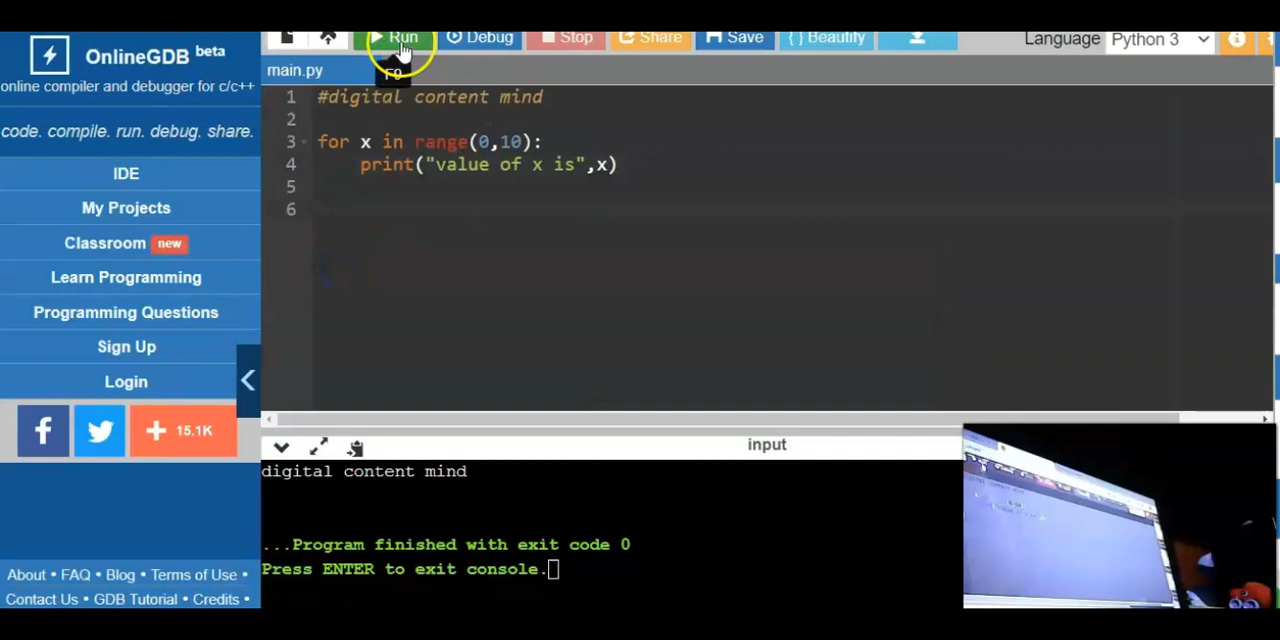 OnlineGDB beta
online compiler and debugger for c/c++
code. compile. run. debug. share.
IDE
My Projects
Classroom new
Learn Programming
Programming Questions
Sign Up
Login
15.1K
About • FAQ • Blog • Terms of Use •
Contact Us • GDB Tutorial • Credits •
Run Debug Stop Share Save { } Beautify Language Python 3
F9
main.py
1 #digital content mind
2
3 for x in range(0,10):
4 print("value of x is",x)
5
6
input
digital content mind
...Program finished with exit code 0
Press ENTER to exit console.